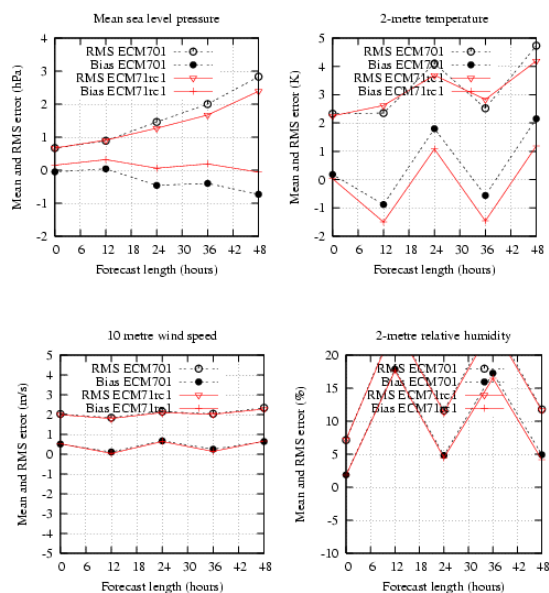 Mean sea level pressure
Mean and RMS error (hPa)
4
3
2
1
0
-1
-2
RMS ECM701
Bias ECM701
RMS ECM71rc1
Bias ECM71rc1
0 6 12 18 24 30 36 42 48
Forecast length (hours)
2-metre temperature
Mean and RMS error (K)
5
4
3
2
1
0
-1
-2
RMS ECM701
Bias ECM701
RMS ECM71rc1
Bias ECM71rc1
0 6 12 18 24 30 36 42 48
Forecast length (hours)
10 metre wind speed
Mean and RMS error (m/s)
5
4
3
2
1
0
-1
-2
-3
-4
-5
RMS ECM701
Bias ECM701
RMS ECM71rc1
Bias ECM71rc1
0 6 12 18 24 30 36 42 48
Forecast length (hours)
2-metre relative humidity
Mean and RMS error (%)
20
15
10
5
0
-5
-10
RMS ECM701
Bias ECM701
RMS ECM71rc1
Bias ECM71rc1
0 6 12 18 24 30 36 42 48
Forecast length (hours)